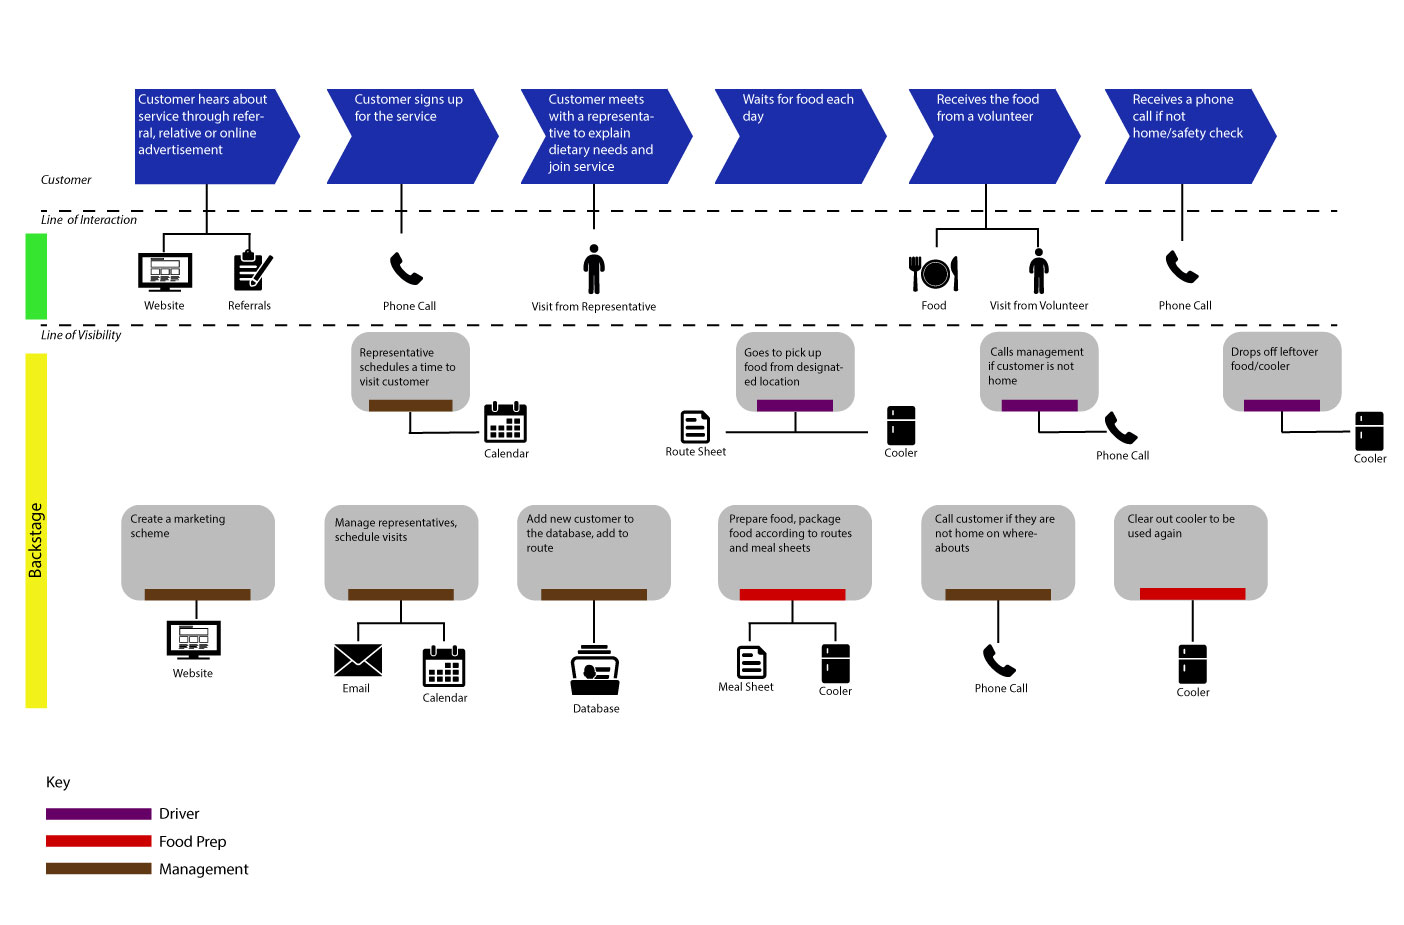 Customer hears about
service through refer-
ral, relative or online
advertisement
Customer signs up
for the service
Customer meets
with a representa-
tive to explain
dietary needs and
join service
Waits for food each
day
Receives the food
from a volunteer
Receives a phone
call if not
home/safety check
Customer
Line of Interaction
Website
Referrals
Phone Call
Visit from Representative
Food
Visit from Volunteer
Phone Call
Line of Visibility
Representative
schedules a time to
visit customer
Calendar
Goes to pick up
food from designat-
ed location
Route Sheet
Cooler
Calls management
if customer is not
home
Phone Call
Drops off leftover
food/cooler
Cooler
Backstage
Create a marketing
scheme
Website
Manage representatives,
schedule visits
Email
Calendar
Add new customer to
the database, add to
route
Database
Prepare food, package
food according to routes
and meal sheets
Meal Sheet
Cooler
Call customer if they are
not home on where-
abouts
Phone Call
Clear out cooler to be
used again
Cooler
Key
Driver
Food Prep
Management